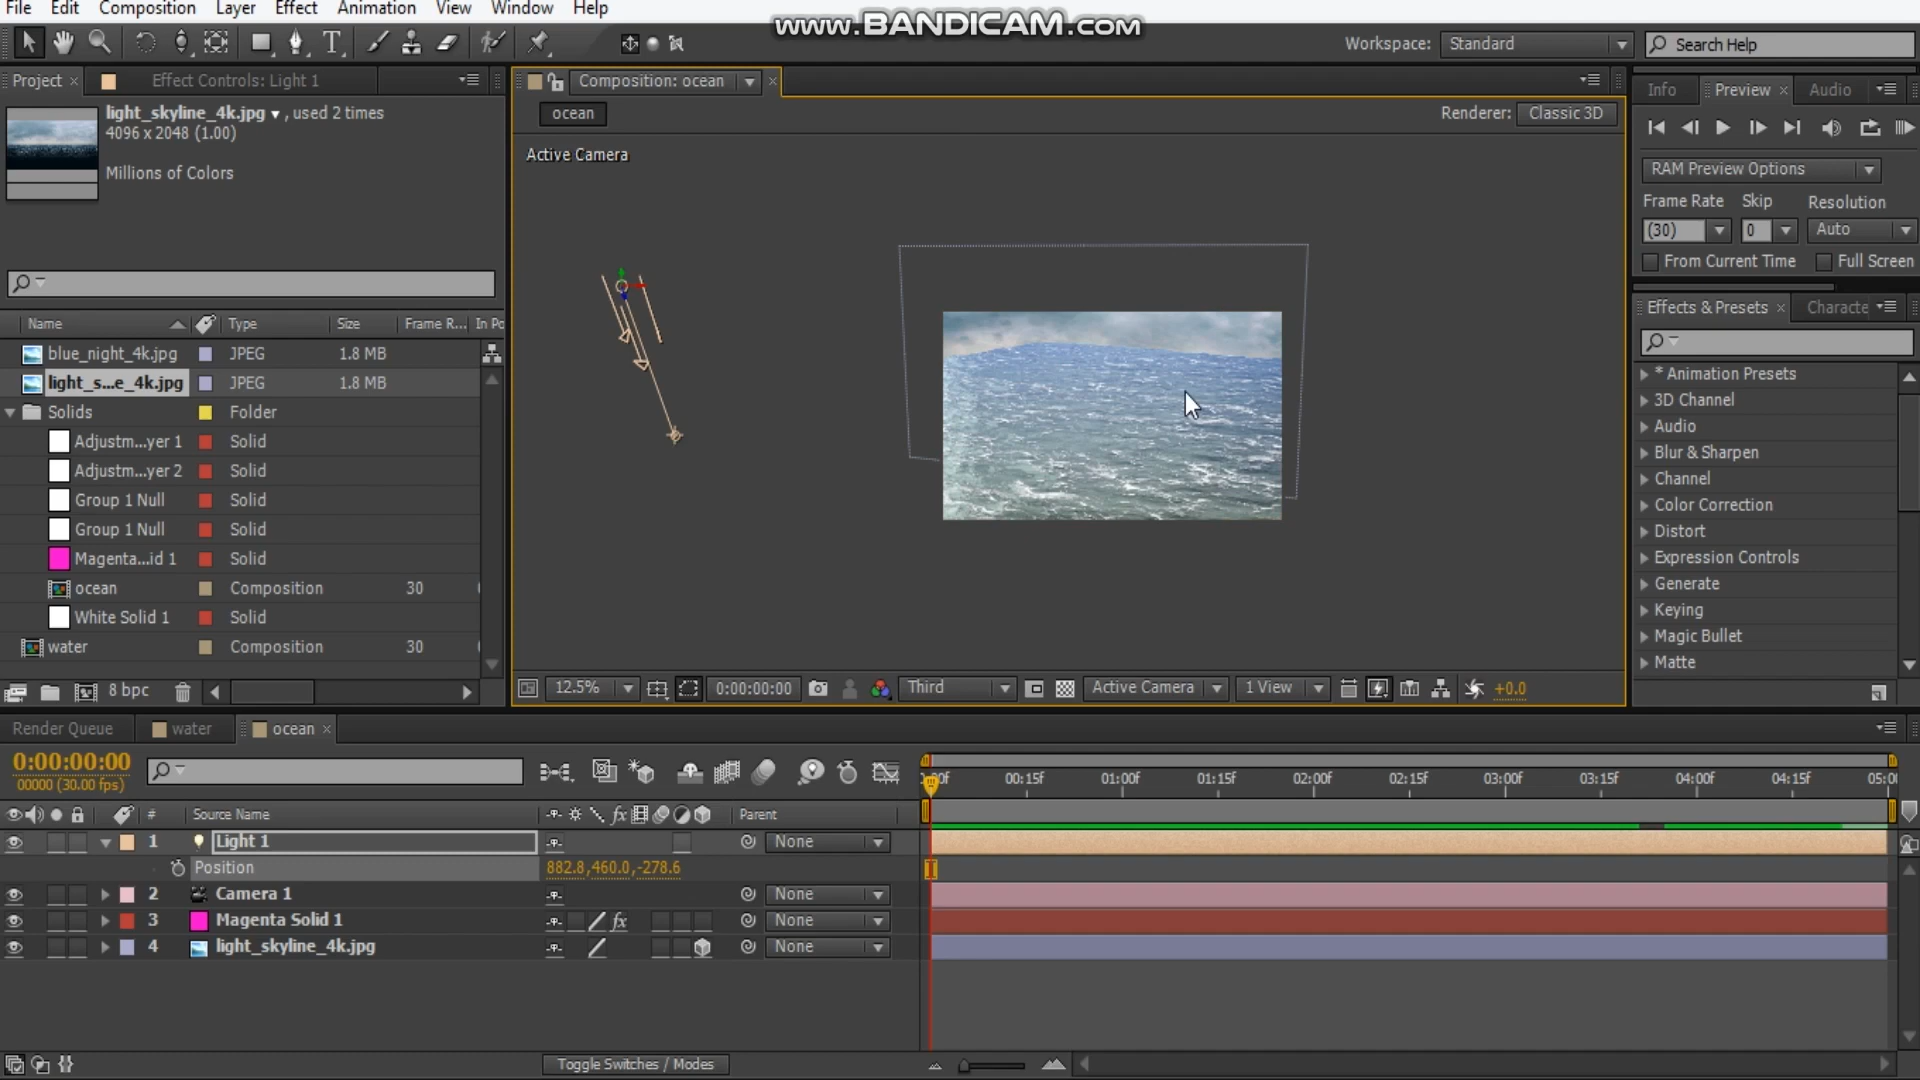 File Edit Composition Layer Effect Animation View Window Help
www.BANDICAM.com
Workspace: Standard
Search Help
Project Effect Controls: Light 1
light_skyline_4k.jpg , used 2 times
4096 x 2048 (1.00)
Millions of Colors
Name Type Size Frame R... In Po
blue_night_4k.jpg JPEG 1.8 MB
light_s...e_4k.jpg JPEG 1.8 MB
Solids Folder
Adjustm...yer 1 Solid
Adjustm...yer 2 Solid
Group 1 Null Solid
Group 1 Null Solid
Magenta...id 1 Solid
ocean Composition 30
White Solid 1 Solid
water Composition 30
8 bpc
Composition: ocean
ocean
Renderer: Classic 3D
Active Camera
12.5% 0:00:00:00 Third Active Camera 1 View +0.0
Info Preview Audio
RAM Preview Options
Frame Rate Skip Resolution
(30) 0 Auto
From Current Time Full Screen
Effects & Presets Characte
* Animation Presets
3D Channel
Audio
Blur & Sharpen
Channel
Color Correction
Distort
Expression Controls
Generate
Keying
Magic Bullet
Matte
Render Queue water ocean
0:00:00:00
00000 (30.00 fps)
00:15f 01:00f 01:15f 02:00f 02:15f 03:00f 03:15f 04:00f 04:15f
# Source Name fx Parent
1 Light 1 None
Position 882.8,460.0,-278.6
2 Camera 1 None
3 Magenta Solid 1 fx None
4 light_skyline_4k.jpg None
Toggle Switches / Modes